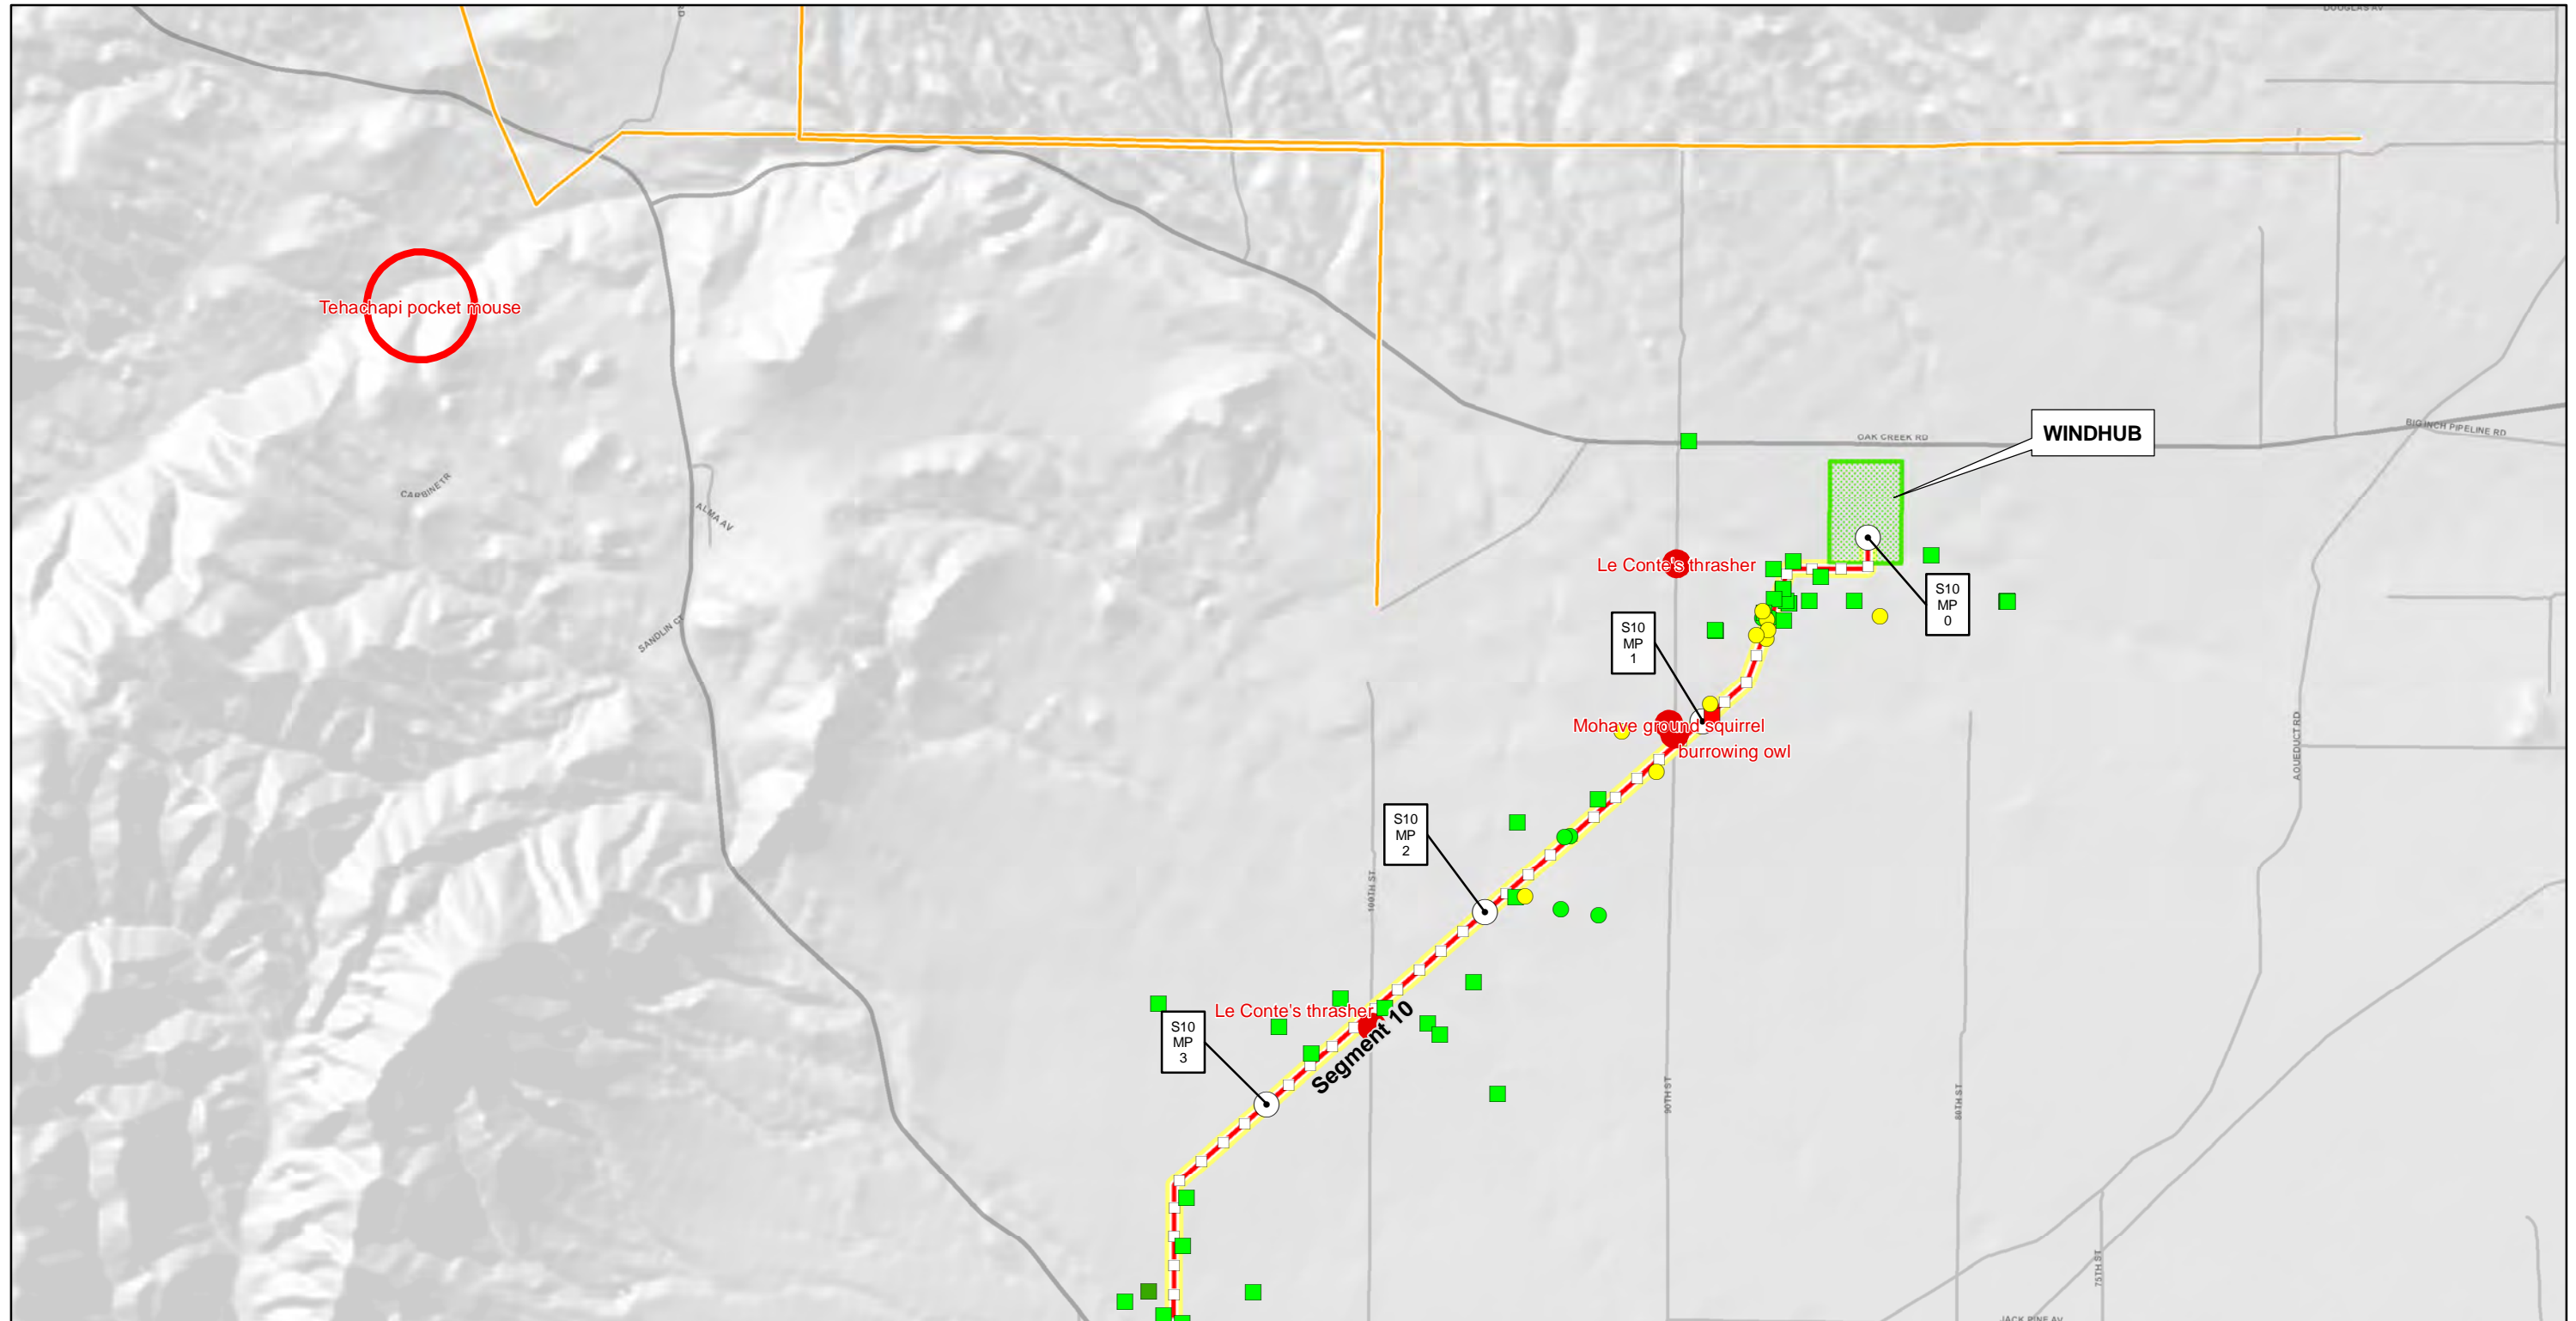 DOUGLAS AV
Tehachapi pocket mouse
CARBINE TR
ALMA AV
SANDLIN CT
OAK CREEK RD
WINDHUB
BIG INCH PIPELINE RD
Le Conte's thrasher
S10
MP
0
S10
MP
1
Mohave ground squirrel
burrowing owl
AQUEDUCT RD
S10
MP
2
100TH ST
Le Conte's thrasher
Segment 10
S10
MP
3
90TH ST
80TH ST
75TH ST
JACK PINE AV